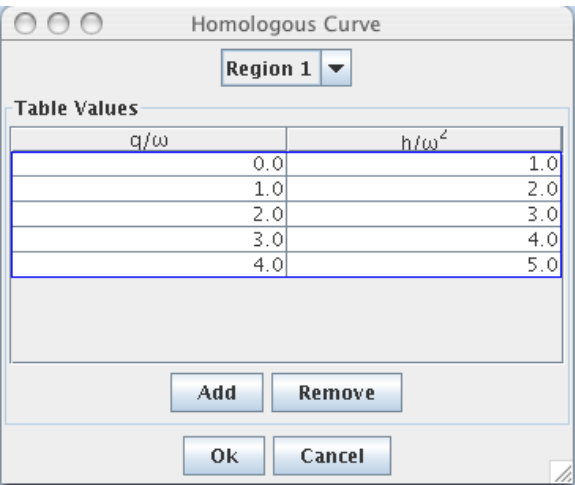 Homologous Curve
Region 1
Table Values
q/ω h/ω²
0.0 1.0
1.0 2.0
2.0 3.0
3.0 4.0
4.0 5.0
Add Remove
Ok Cancel